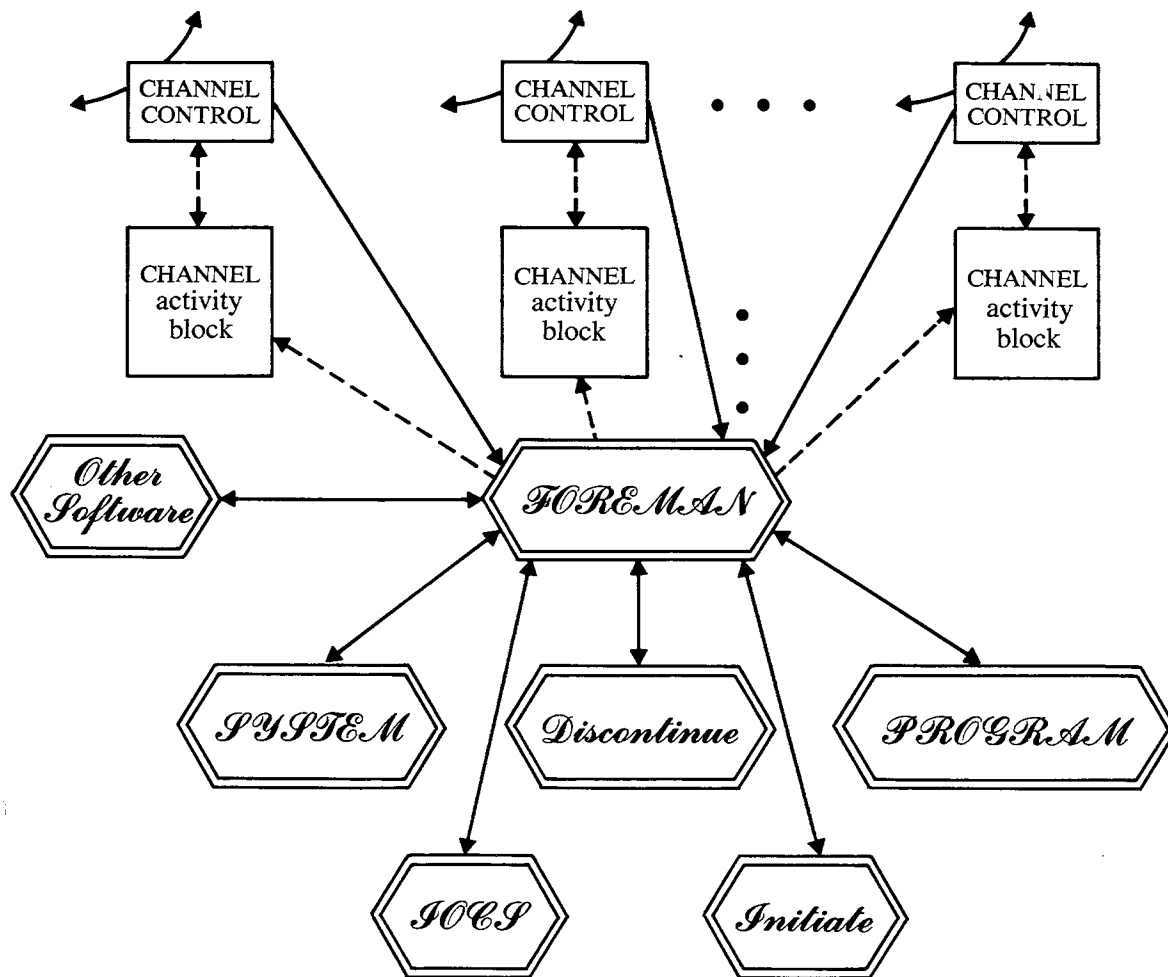 CHANNEL
CONTROL
CHANNEL
CONTROL
CHANNEL
CONTROL
CHANNEL
activity
block
CHANNEL
activity
block
CHANNEL
activity
block
Other
Software
FOREMAN
SYSTEM
Discontinue
PROGRAM
IOCS
Initiate